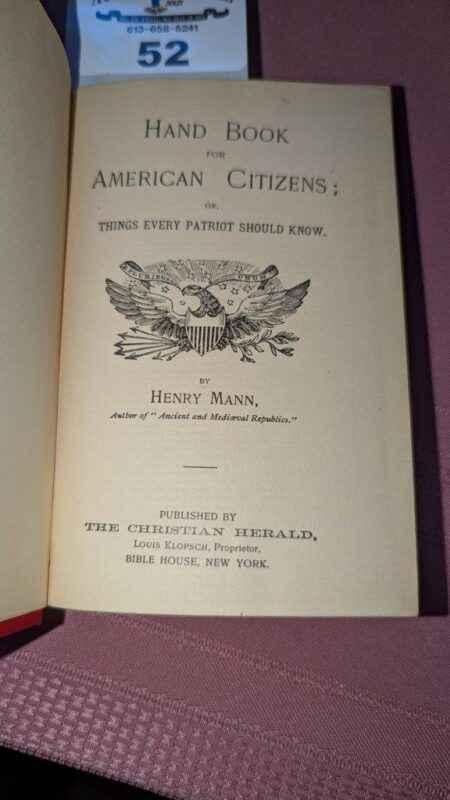 613-658-5241
52
HAND BOOK
FOR
AMERICAN CITIZENS;
OR,
THINGS EVERY PATRIOT SHOULD KNOW.
BY
HENRY MANN,
Author of "Ancient and Mediæval Republics."
PUBLISHED BY
THE CHRISTIAN HERALD,
LOUIS KLOPSCH, Proprietor,
BIBLE HOUSE, NEW YORK.